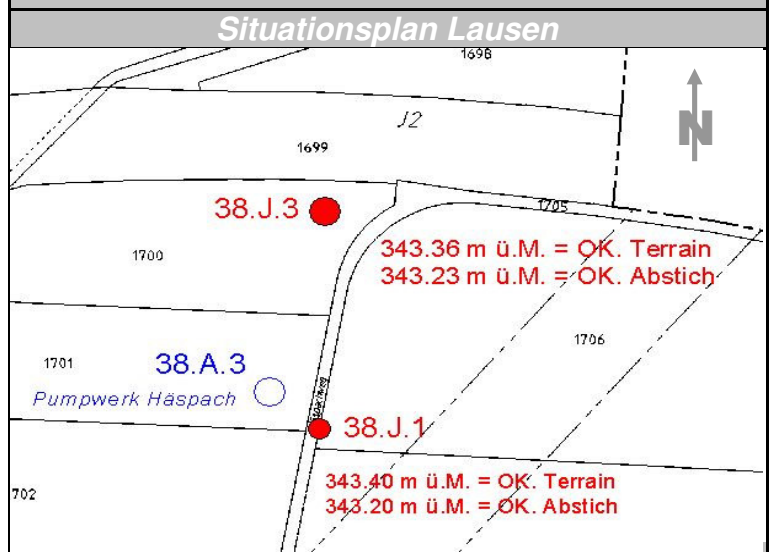 Situationsplan Lausen
1698
N
J2
1699
38.J.3
1705
343.36 m ü.M. = OK. Terrain
343.23 m ü.M. = OK. Abstich
1700
1706
1701
38.A.3
Pumpwerk Häspach
38.J.1
343.40 m ü.M. = OK. Terrain
343.20 m ü.M. = OK. Abstich
702